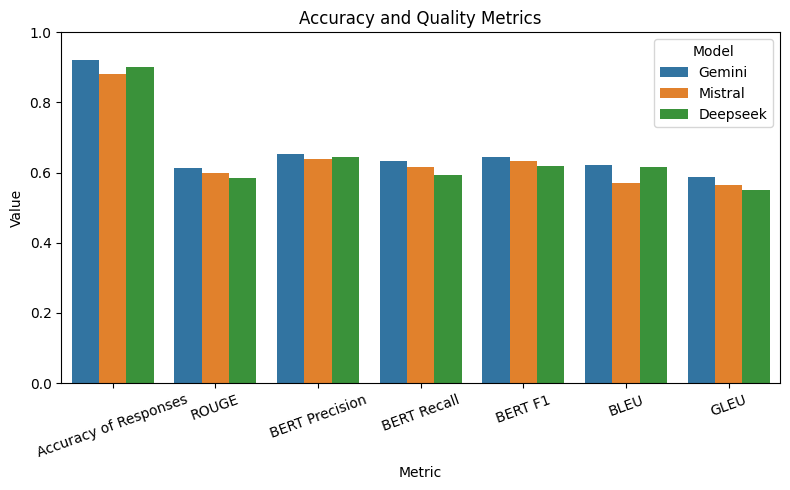 Accuracy and Quality Metrics
Model
Gemini
Mistral
Deepseek
Value
1.0
0.8
0.6
0.4
0.2
0.0
Accuracy of Responses
ROUGE
BERT Precision
BERT Recall
BERT F1
BLEU
GLEU
Metric